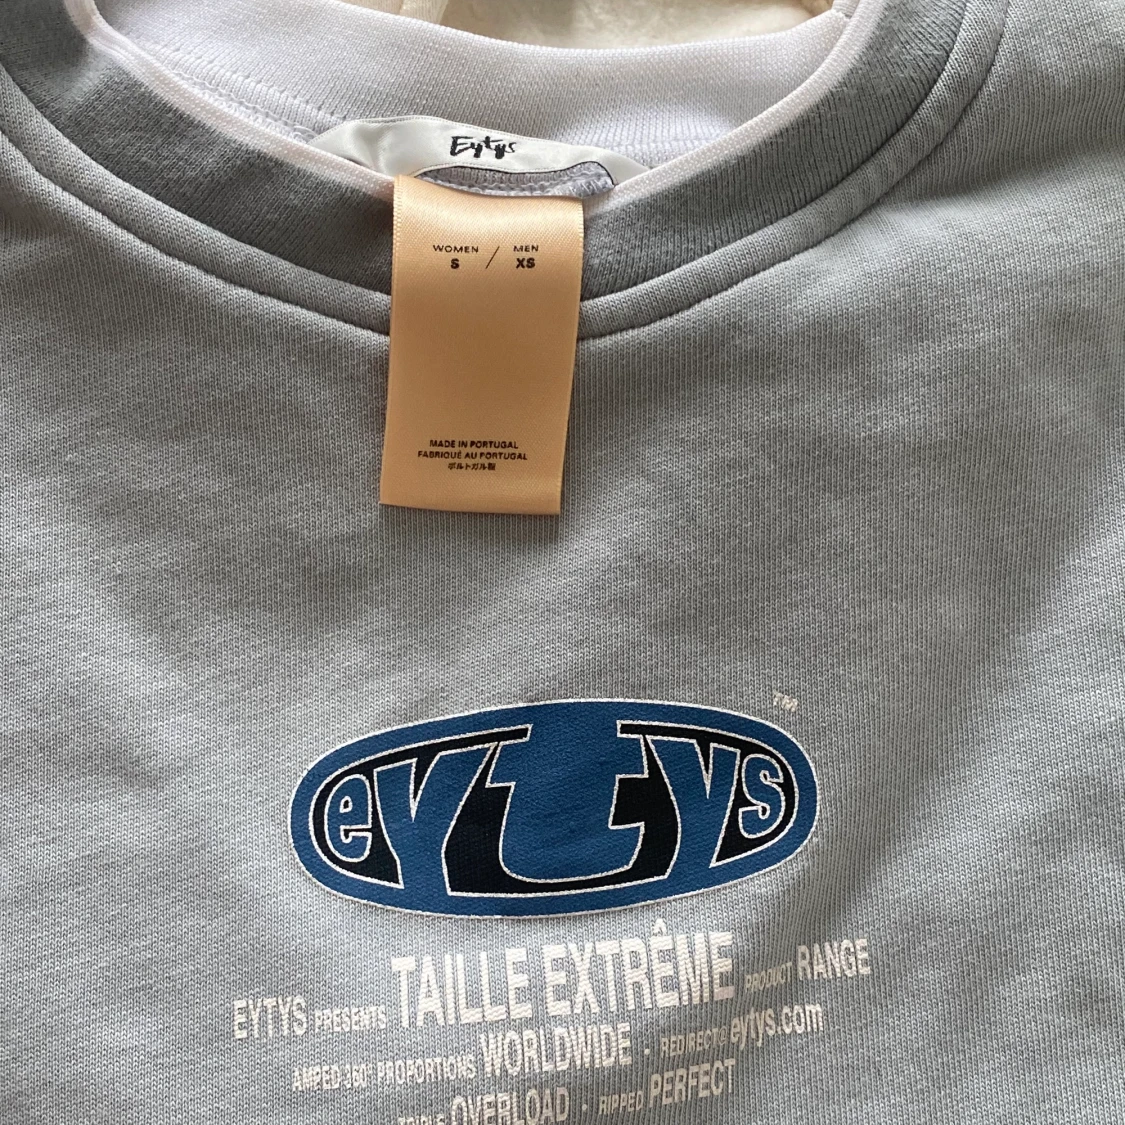 Eytys
WOMEN / MEN
S XS
MADE IN PORTUGAL
FABRIQUÉ AU PORTUGAL
ポルトガル製
TM
eytys
EYTYS PRESENTS TAILLE EXTRÊME PRODUCT RANGE
AMPED 360° PROPORTIONS WORLDWIDE · REDIRECT@eytys.com
TRIPLE OVERLOAD · RIPPED PERFECT